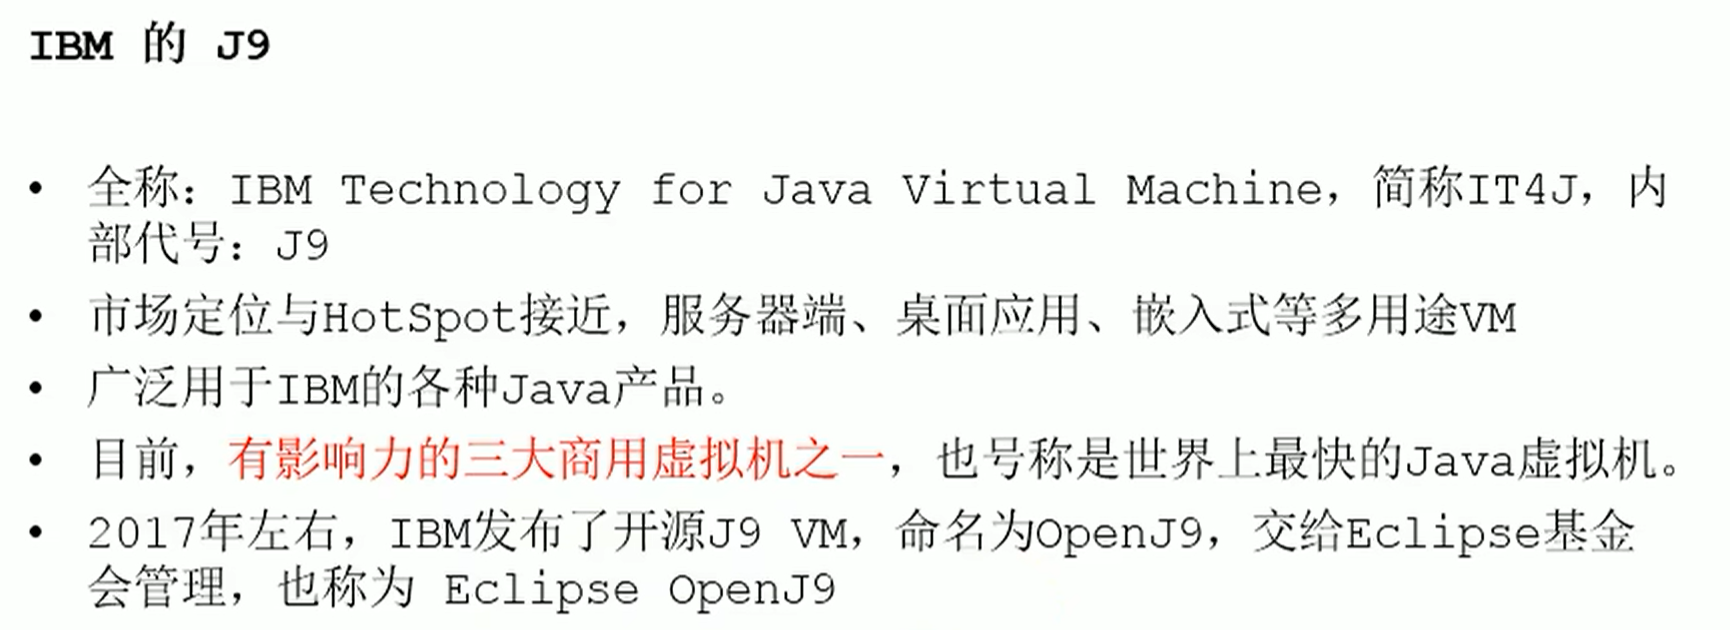 IBM 的 J9
• 全称：IBM Technology for Java Virtual Machine，简称IT4J，内
部代号：J9
• 市场定位与HotSpot接近，服务器端、桌面应用、嵌入式等多用途VM
• 广泛用于IBM的各种Java产品。
• 目前，有影响力的三大商用虚拟机之一，也号称是世界上最快的Java虚拟机。
• 2017年左右，IBM发布了开源J9 VM，命名为OpenJ9，交给Eclipse基金
会管理，也称为 Eclipse OpenJ9